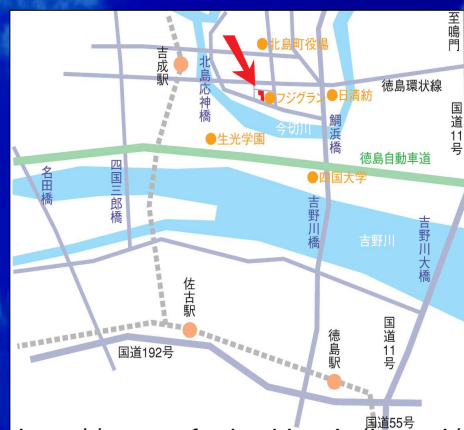 至鳴門
北島町役場
吉成駅
北島応神橋
徳島環状線
フジグラン
日清紡
国道11号
今切川
鯛浜橋
生光学園
徳島自動車道
名田橋
四国三郎橋
四国大学
吉野川橋
吉野川
吉野川大橋
佐古駅
徳島駅
国道11号
国道192号
国道55号